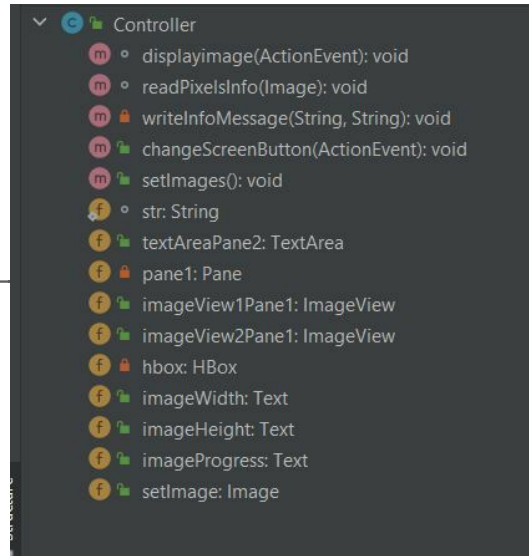 Controller
displayimage(ActionEvent): void
readPixelsInfo(Image): void
writeInfoMessage(String, String): void
changeScreenButton(ActionEvent): void
setImages(): void
str: String
textAreaPane2: TextArea
pane1: Pane
imageView1Pane1: ImageView
imageView2Pane1: ImageView
hbox: HBox
imageWidth: Text
imageHeight: Text
imageProgress: Text
setImage: Image
Structure